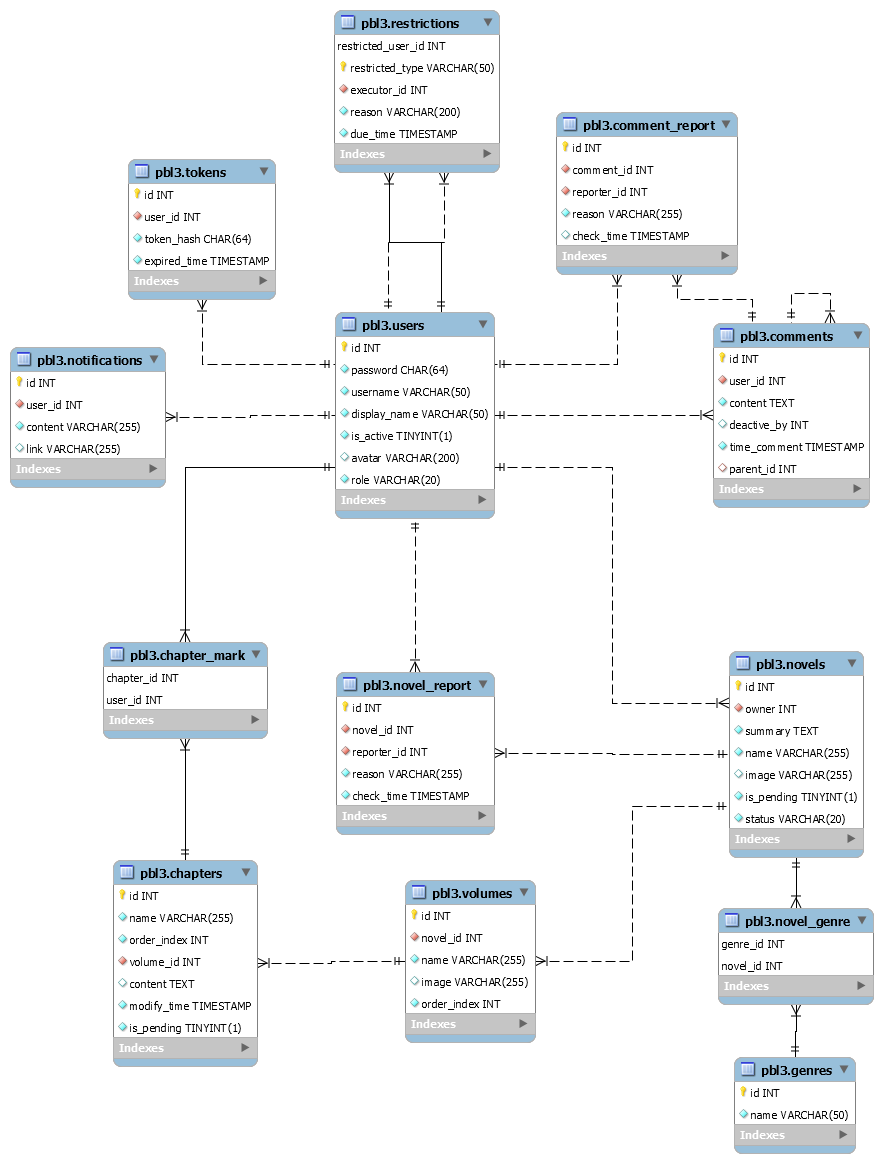 pbl3.restrictions
restricted_user_id INT
restricted_type VARCHAR(50)
executor_id INT
reason VARCHAR(200)
due_time TIMESTAMP
Indexes
pbl3.comment_report
id INT
comment_id INT
reporter_id INT
reason VARCHAR(255)
check_time TIMESTAMP
Indexes
pbl3.tokens
id INT
user_id INT
token_hash CHAR(64)
expired_time TIMESTAMP
Indexes
pbl3.users
id INT
password CHAR(64)
username VARCHAR(50)
display_name VARCHAR(50)
is_active TINYINT(1)
avatar VARCHAR(200)
role VARCHAR(20)
Indexes
pbl3.comments
id INT
user_id INT
content TEXT
deactive_by INT
time_comment TIMESTAMP
parent_id INT
Indexes
pbl3.notifications
id INT
user_id INT
content VARCHAR(255)
link VARCHAR(255)
Indexes
pbl3.chapter_mark
chapter_id INT
user_id INT
Indexes
pbl3.novel_report
id INT
novel_id INT
reporter_id INT
reason VARCHAR(255)
check_time TIMESTAMP
Indexes
pbl3.novels
id INT
owner INT
summary TEXT
name VARCHAR(255)
image VARCHAR(255)
is_pending TINYINT(1)
status VARCHAR(20)
Indexes
pbl3.chapters
id INT
name VARCHAR(255)
order_index INT
volume_id INT
content TEXT
modify_time TIMESTAMP
is_pending TINYINT(1)
Indexes
pbl3.volumes
id INT
novel_id INT
name VARCHAR(255)
image VARCHAR(255)
order_index INT
Indexes
pbl3.novel_genre
genre_id INT
novel_id INT
Indexes
pbl3.genres
id INT
name VARCHAR(50)
Indexes